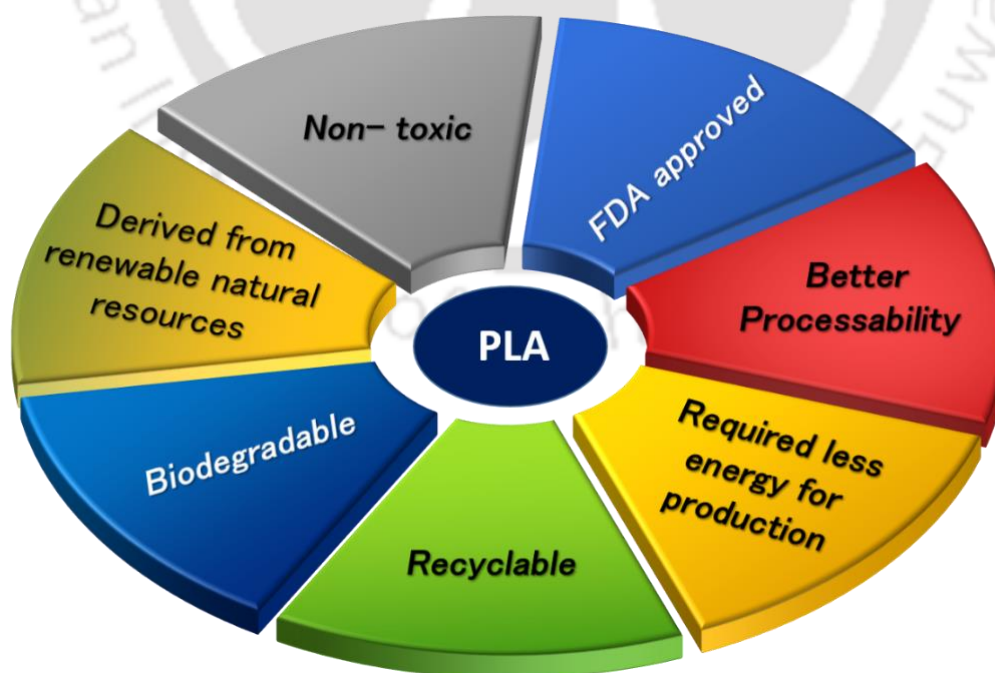 Non- toxic
FDA approved
Better
Processability
Required less
energy for
production
Recyclable
Biodegradable
Derived from
renewable natural
resources
PLA